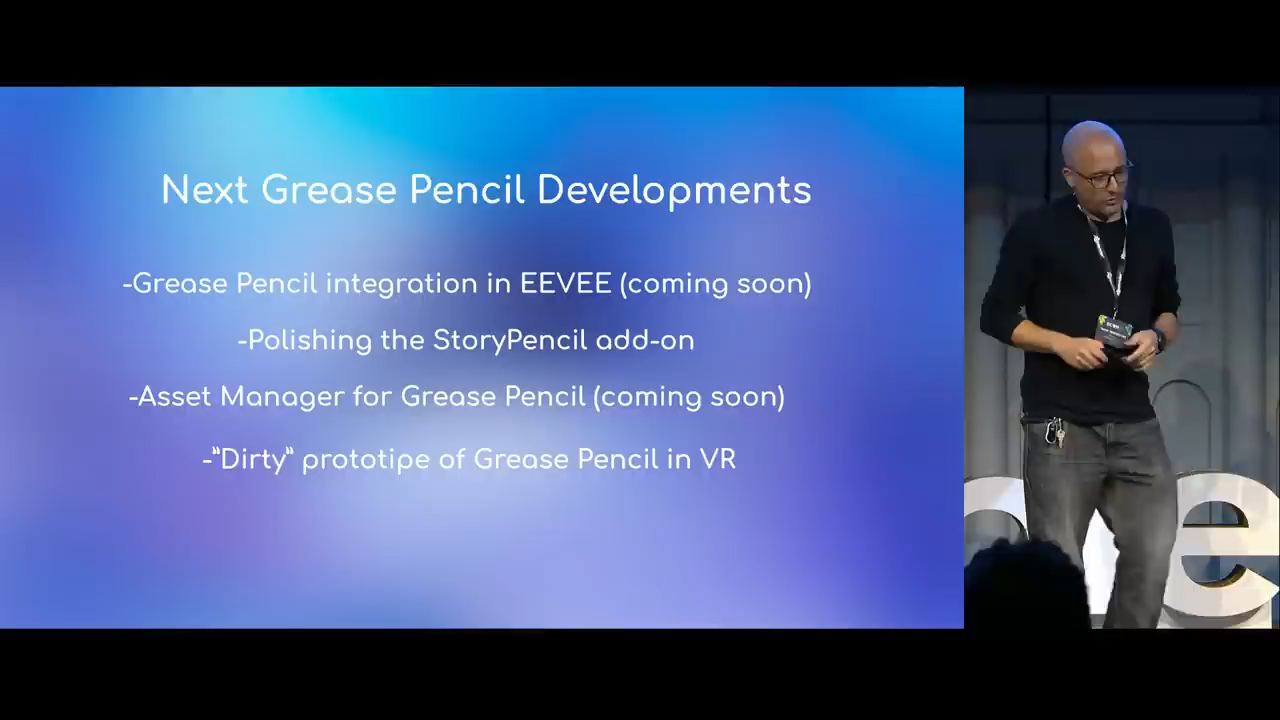 Next Grease Pencil Developments
-Grease Pencil integration in EEVEE (coming soon)
-Polishing the StoryPencil add-on
-Asset Manager for Grease Pencil (coming soon)
-”Dirty” prototipe of Grease Pencil in VR
e